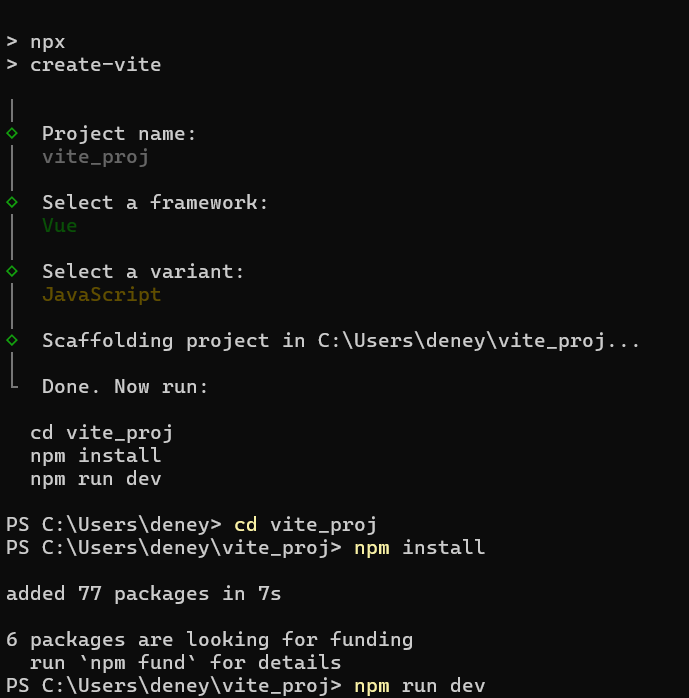 > npx
> create-vite
Project name:
vite_proj
Select a framework:
Vue
Select a variant:
JavaScript
Scaffolding project in C:\Users\deney\vite_proj...
Done. Now run:
cd vite_proj
npm install
npm run dev
PS C:\Users\deney> cd vite_proj
PS C:\Users\deney\vite_proj> npm install
added 77 packages in 7s
6 packages are looking for funding
run `npm fund` for details
PS C:\Users\deney\vite_proj> npm run dev